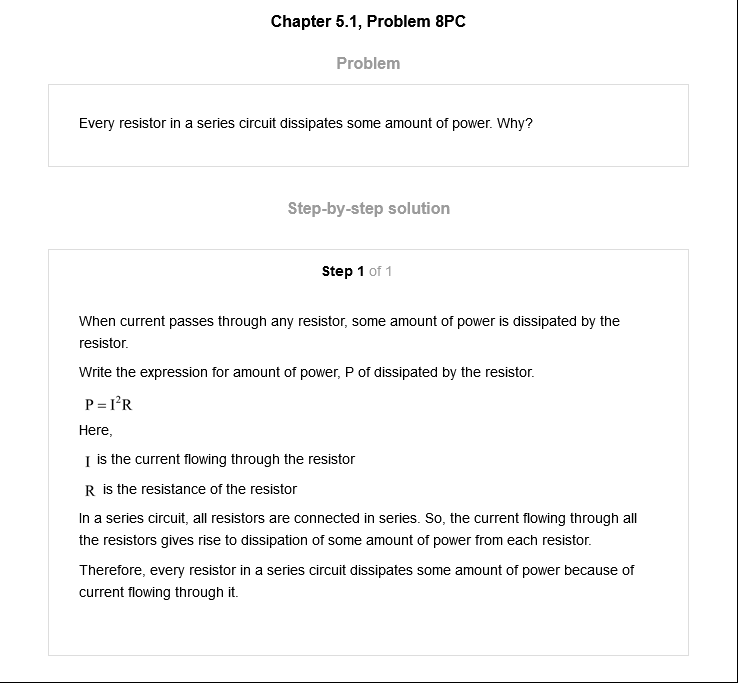 Chapter 5.1, Problem 8PC
Problem
Every resistor in a series circuit dissipates some amount of power. Why?
Step-by-step solution
Step 1 of 1
When current passes through any resistor, some amount of power is dissipated by the
resistor.
Write the expression for amount of power, P of dissipated by the resistor.
P = I²R
Here,
I is the current flowing through the resistor
R is the resistance of the resistor
In a series circuit, all resistors are connected in series. So, the current flowing through all
the resistors gives rise to dissipation of some amount of power from each resistor.
Therefore, every resistor in a series circuit dissipates some amount of power because of
current flowing through it.